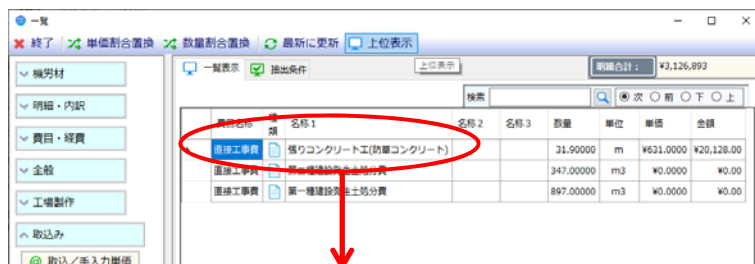 一覧
終了 単価割合置換 数量割合置換 最新に更新 上位表示
機労材
明細・内訳
費目・経費
全般
工場製作
取込み
取込/手入力単価
一覧表示 抽出条件 上位表示 明細合計： ¥3,126,893
検索 次 前 下 上
費目名称 種類 名称1 名称2 名称3 数量 単位 単価 金額
直接工事費 張りコンクリート工(防草コンクリート) 31.90000 m ¥631.0000 ¥20,128.00
直接工事費 第二種建設発生土処分費 347.00000 m3 ¥0.0000 ¥0.00
直接工事費 第一種建設発生土処分費 897.00000 m3 ¥0.0000 ¥0.00